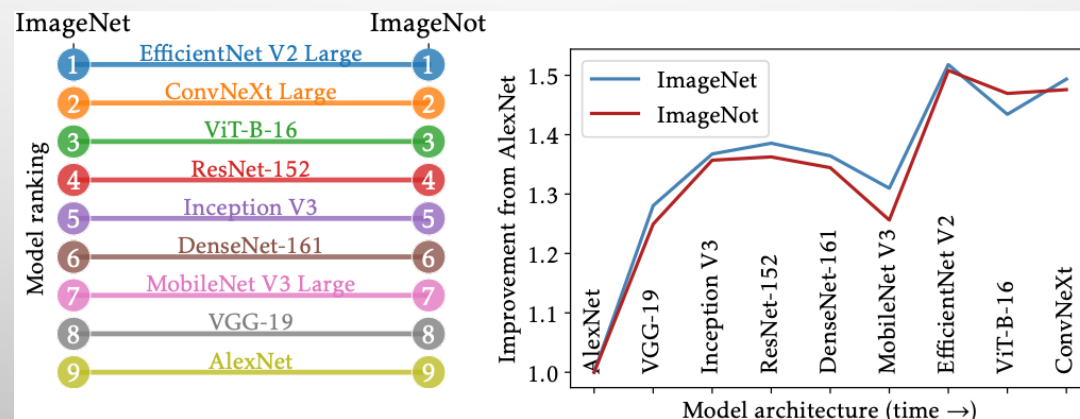 ImageNet
ImageNot
Model ranking
1 EfficientNet V2 Large 1
2 ConvNeXt Large 2
3 ViT-B-16 3
4 ResNet-152 4
5 Inception V3 5
6 DenseNet-161 6
7 MobileNet V3 Large 7
8 VGG-19 8
9 AlexNet 9
Improvement from AlexNet
1.5
1.4
1.3
1.2
1.1
1.0
ImageNet
ImageNot
AlexNet
VGG-19
Inception V3
ResNet-152
DenseNet-161
MobileNet V3
EfficientNet V2
ViT-B-16
ConvNeXt
Model architecture (time →)